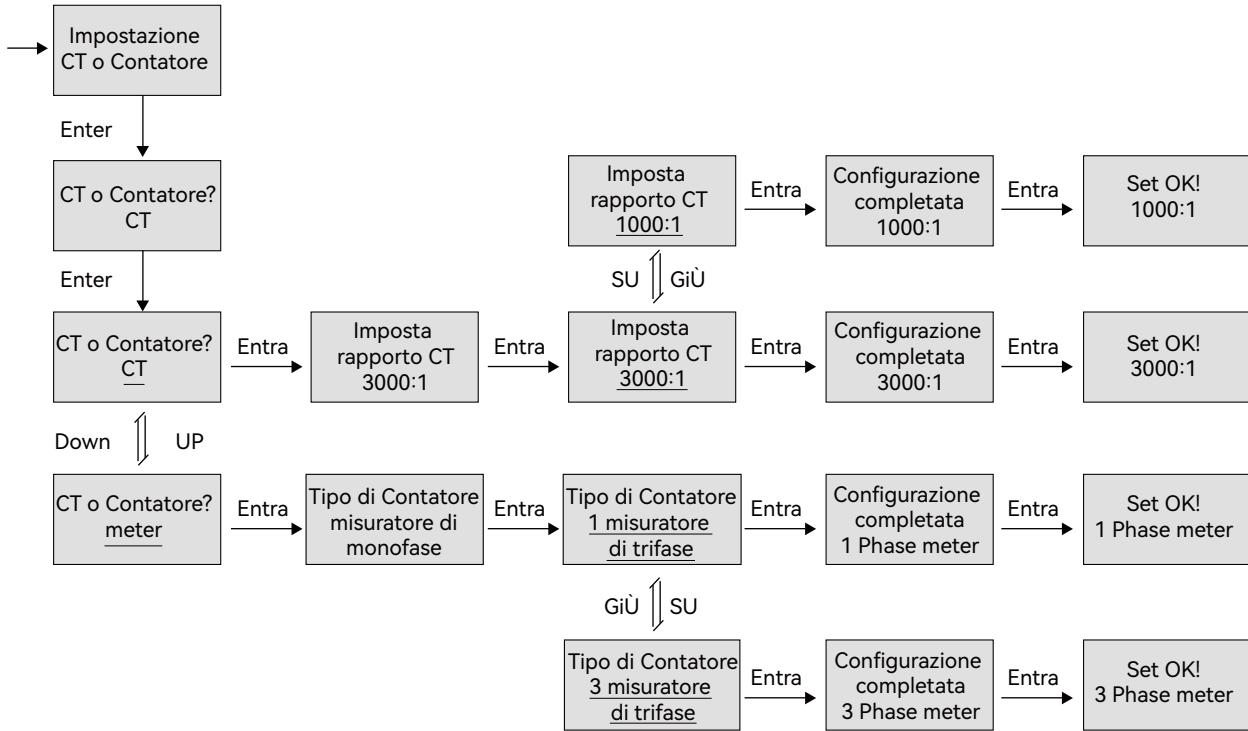 Impostazione
CT o Contatore
Enter
CT o Contatore?
CT
Enter
Imposta
rapporto CT
1000:1
Entra
Configurazione
completata
1000:1
Entra
Set OK!
1000:1
SU
GiÙ
CT o Contatore?
CT
Entra
Imposta
rapporto CT
3000:1
Entra
Imposta
rapporto CT
3000:1
Entra
Configurazione
completata
3000:1
Entra
Set OK!
3000:1
Down
UP
CT o Contatore?
meter
Entra
Tipo di Contatore
misuratore di
monofase
Entra
Tipo di Contatore
1 misuratore
di trifase
Entra
Configurazione
completata
1 Phase meter
Entra
Set OK!
1 Phase meter
GiÙ
SU
Tipo di Contatore
3 misuratore
di trifase
Entra
Configurazione
completata
3 Phase meter
Entra
Set OK!
3 Phase meter